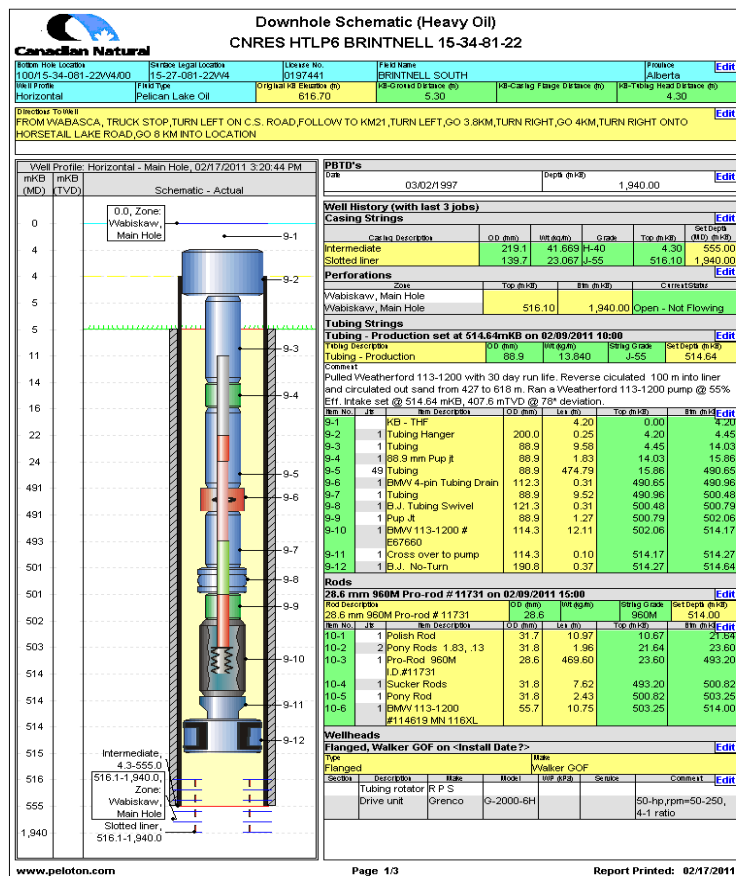 Canadian Natural
Downhole Schematic (Heavy Oil)
CNRES HTLP6 BRINTNELL 15-34-81-22
Bottom Hole Location Surface Legal Location License No. Field Name Province Edit
100/15-34-081-22W4/00 15-27-081-22W4 0197441 BRINTNELL SOUTH Alberta
Well Profile Field Type Original KB Elevation (m) KB-Ground Distance (m) KB-Casing Flange Distance (m) KB-Tubing Head Distance (m) Edit
Horizontal Pelican Lake Oil 616.70 5.30 4.30
Directions To Well Edit
FROM WABASCA, TRUCK STOP,TURN LEFT ON C.S. ROAD,FOLLOW TO KM21,TURN LEFT,GO 3.8KM,TURN RIGHT,GO 4KM,TURN RIGHT ONTO
HORSETAIL LAKE ROAD,GO 8 KM INTO LOCATION
Well Profile: Horizontal - Main Hole, 02/17/2011 3:20:44 PM
mKB (MD) mKB (TVD) Schematic - Actual
0
4
4
5
5
11
14
16
22
24
491
491
493
501
501
502
503
514
514
514
515
516
555
1,940
0.0, Zone:
Wabiskaw,
Main Hole
9-1
9-2
9-3
9-4
9-5
9-6
9-7
9-8
9-9
9-10
9-11
9-12
Intermediate,
4.3-555.0
516.1-1,940.0,
Zone:
Wabiskaw,
Main Hole
Slotted liner,
516.1-1,940.0
PBTD's Edit
Date Depth (mKB)
03/02/1997 1,940.00
Well History (with last 3 jobs)
Casing Strings Edit
Casing Description OD (mm) Wt (kg/m) Grade Top (mKB) Set Depth (MD) (mKB)
Intermediate 219.1 41.669 H-40 4.30 555.00
Slotted liner 139.7 23.067 J-55 516.10 1,940.00
Perforations Edit
Zone Top (mKB) Btm (mKB) Current Status
Wabiskaw, Main Hole
Wabiskaw, Main Hole 516.10 1,940.00 Open - Not Flowing
Tubing Strings
Tubing - Production set at 514.64mKB on 02/09/2011 10:00 Edit
Tubing Description OD (mm) Wt (kg/m) String Grade Set Depth (mKB)
Tubing - Production 88.9 13.840 J-55 514.64
Comment
Pulled Weatherford 113-1200 with 30 day run life. Reverse ciculated 100 m into liner
and circulated out sand from 427 to 618 m. Ran a Weatherford 113-1200 pump @ 55%
Eff. Intake set @ 514.64 mKB, 407.6 mTVD @ 78* deviation.
Item No. Jts Item Description OD (mm) Len (m) Top (mKB) Btm (mKB) Edit
9-1 KB - THF 4.20 0.00 4.20
9-2 1 Tubing Hanger 200.0 0.25 4.20 4.45
9-3 1 Tubing 88.9 9.58 4.45 14.03
9-4 1 88.9 mm Pup jt 88.9 1.83 14.03 15.86
9-5 49 Tubing 88.9 474.79 15.86 490.65
9-6 1 BMW 4-pin Tubing Drain 112.3 0.31 490.65 490.96
9-7 1 Tubing 88.9 9.52 490.96 500.48
9-8 1 B.J. Tubing Swivel 121.3 0.31 500.48 500.79
9-9 1 Pup Jt 88.9 1.27 500.79 502.06
9-10 1 BMW 113-1200 # 114.3 12.11 502.06 514.17
E67660
9-11 1 Cross over to pump 114.3 0.10 514.17 514.27
9-12 1 B.J. No-Turn 190.8 0.37 514.27 514.64
Rods
28.6 mm 960M Pro-rod # 11731 on 02/09/2011 15:00 Edit
Rod Description OD (mm) Wt (kg/m) String Grade Set Depth (mKB)
28.6 mm 960M Pro-rod # 11731 28.6 960M 514.00
Item No. Jts Item Description OD (mm) Len (m) Top (mKB) Btm (mKB) Edit
10-1 1 Polish Rod 31.7 10.97 10.67 21.64
10-2 2 Pony Rods 1.83, .13 31.8 1.96 21.64 23.60
10-3 1 Pro-Rod 960M 28.6 469.60 23.60 493.20
I.D.#11731
10-4 1 Sucker Rods 31.8 7.62 493.20 500.82
10-5 1 Pony Rod 31.8 2.43 500.82 503.25
10-6 1 BMW 113-1200 55.7 10.75 503.25 514.00
#114619 MN 116XL
Wellheads
Flanged, Walker GOF on <Install Date?> Edit
Type Make
Flanged Walker GOF
Section Description Make Model WP (kPa) Service Comment Edit
Tubing rotator R P S
Drive unit Grenco G-2000-6H 50-hp,rpm=50-250,
4-1 ratio
www.peloton.com Page 1/3 Report Printed: 02/17/2011